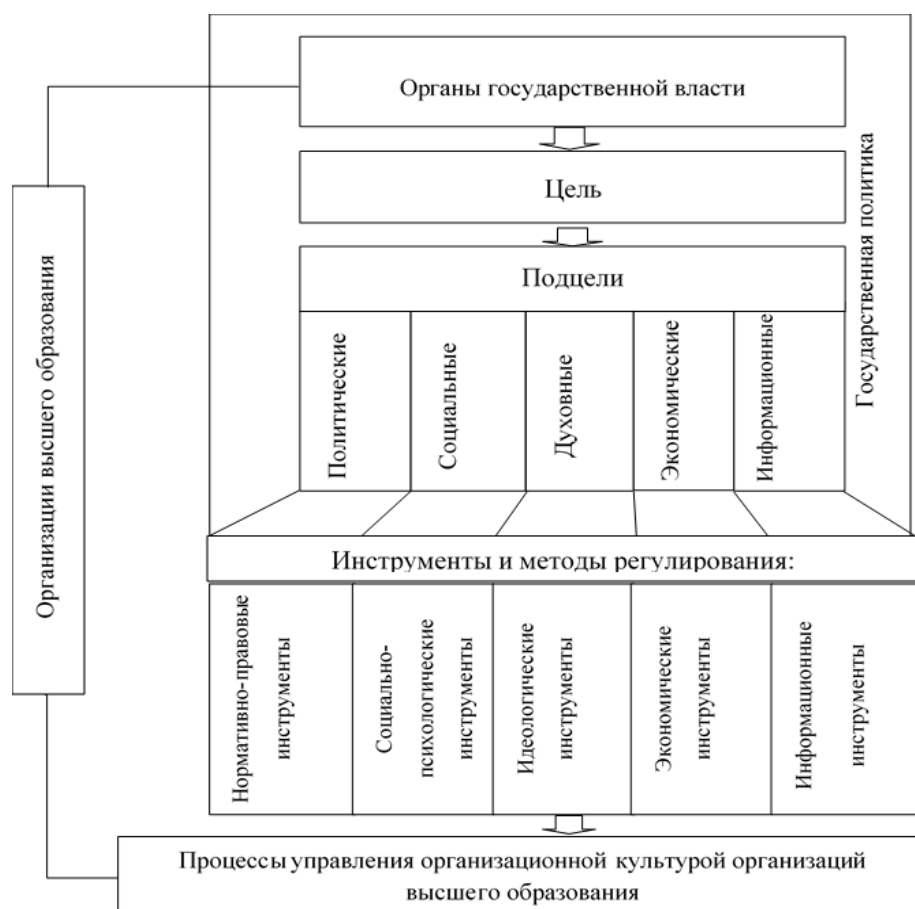 Органы государственной власти
Цель
Подцели
Политические
Социальные
Духовные
Экономические
Информационные
Государственная политика
Организации высшего образования
Инструменты и методы регулирования:
Нормативно-правовые
инструменты
Социально-
психологические
инструменты
Идеологические
инструменты
Экономические
инструменты
Информационные
инструменты
Процессы управления организационной культурой организаций
высшего образования